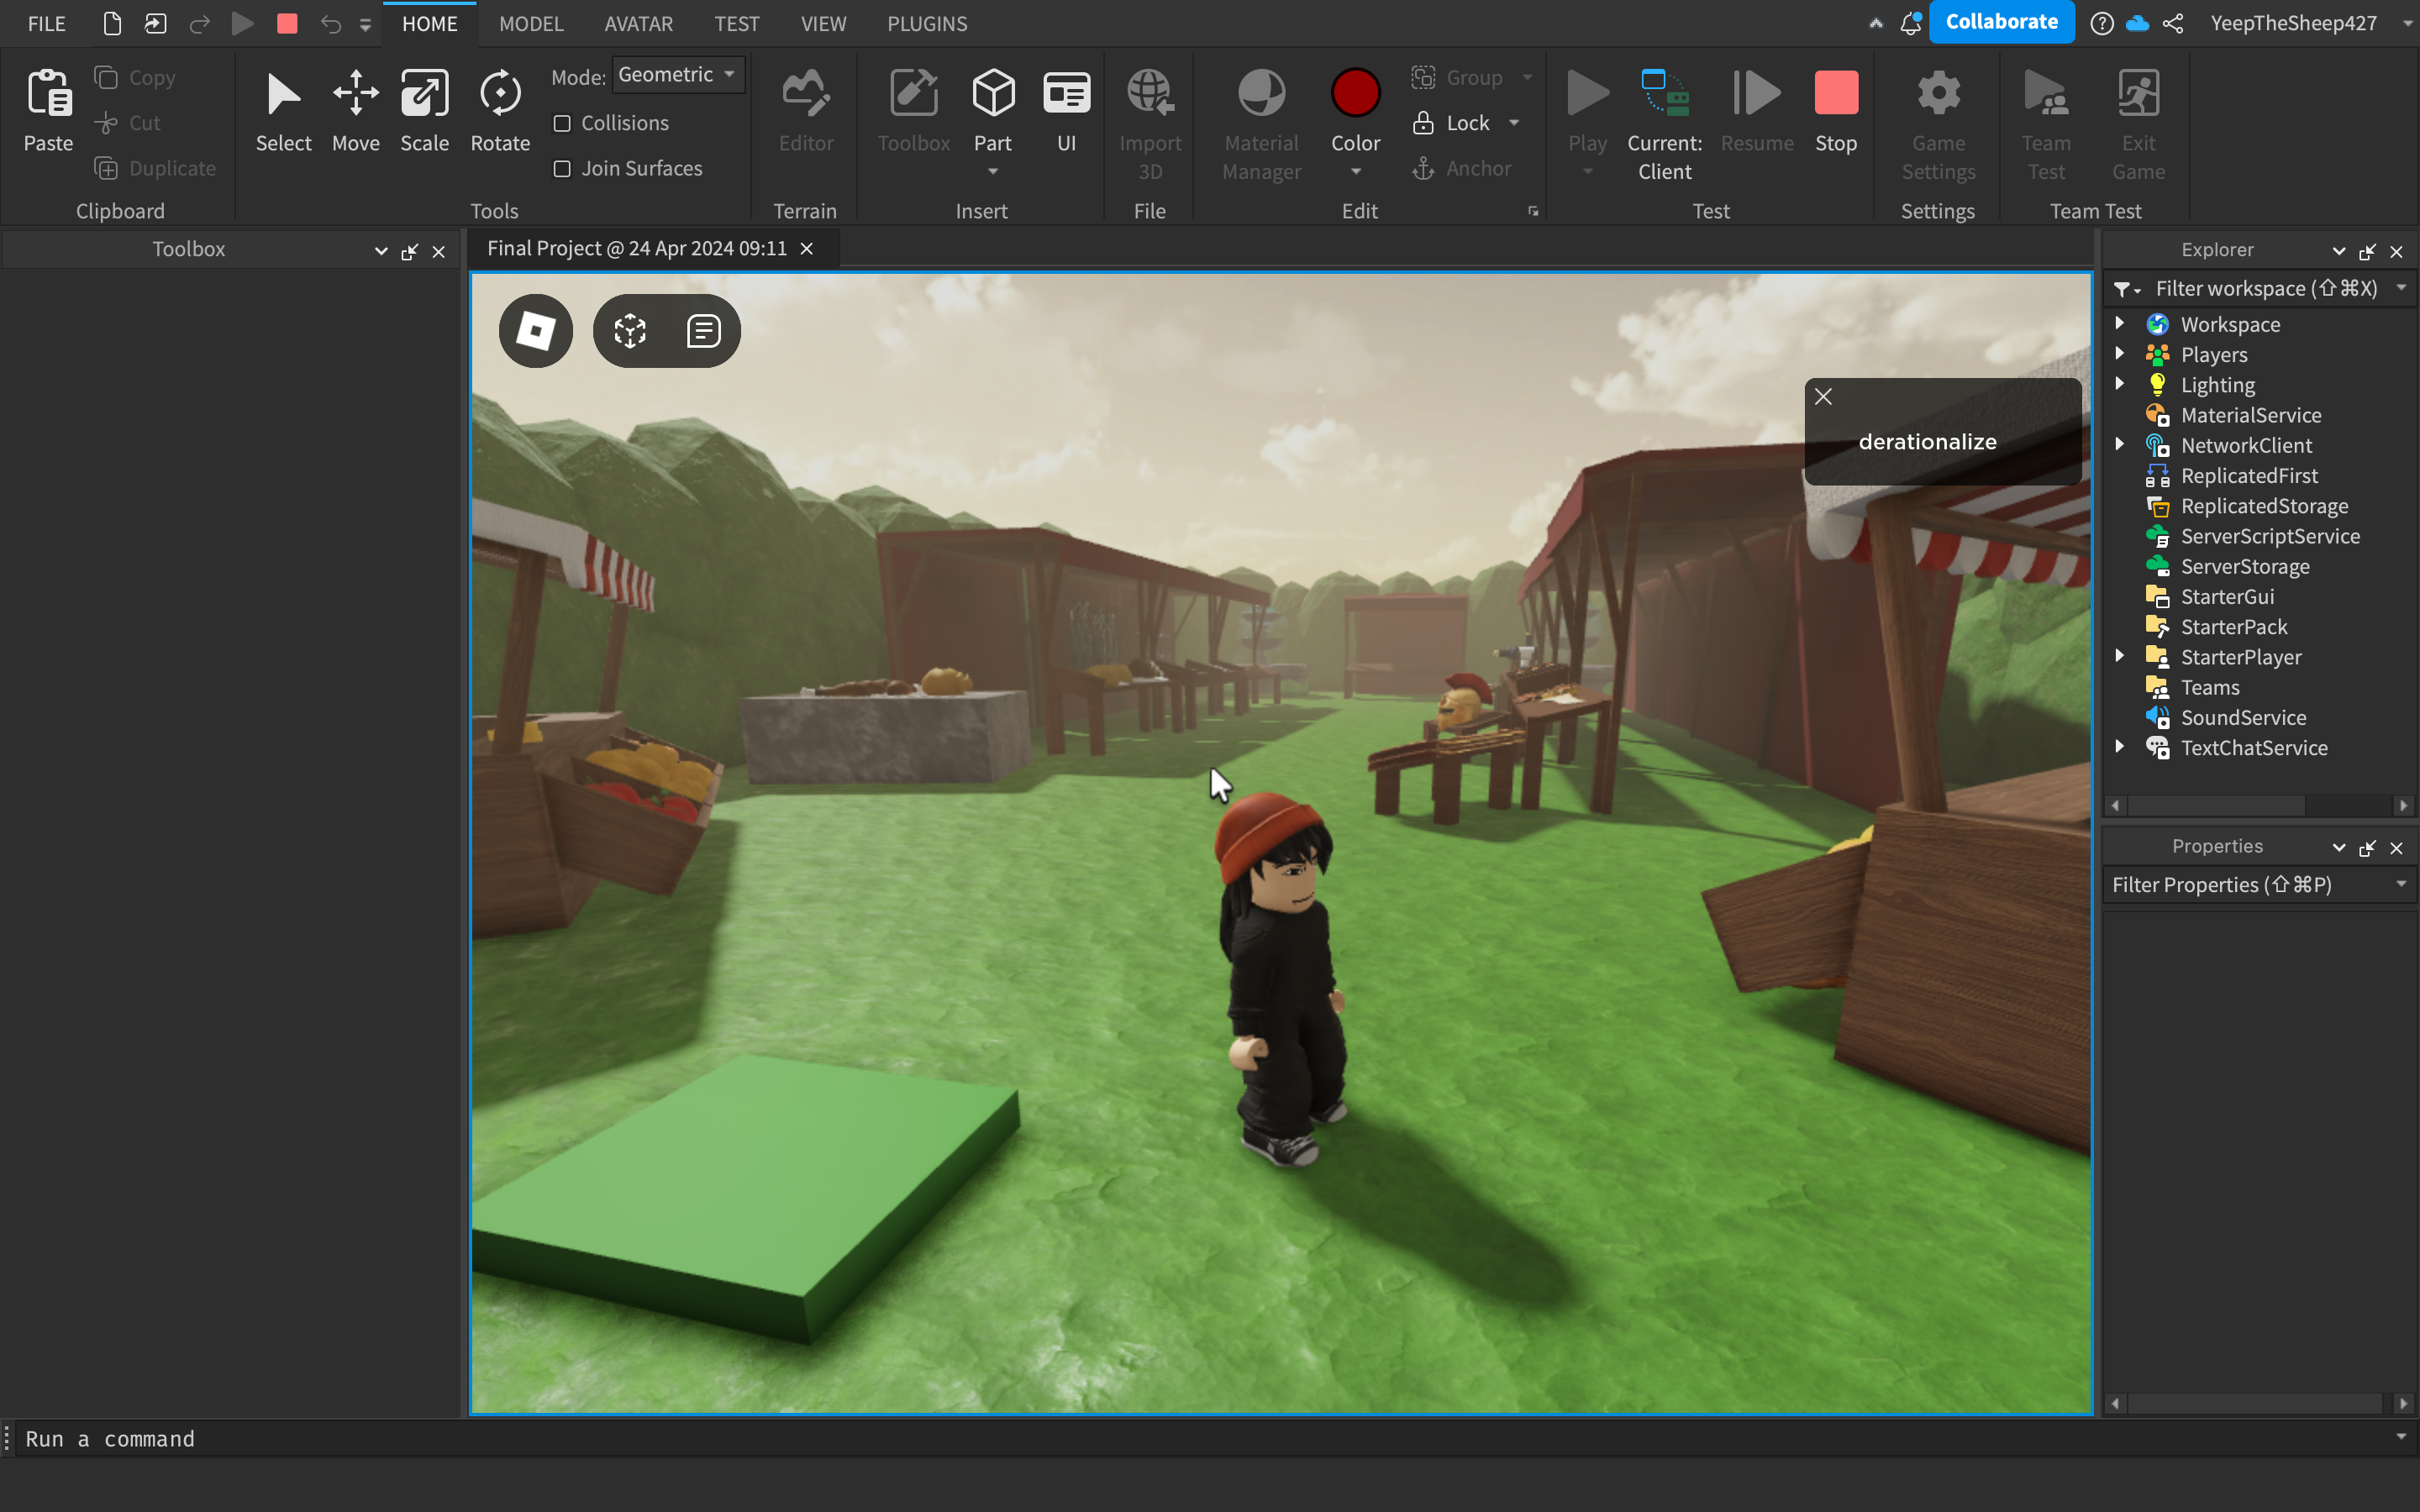 FILE HOME MODEL AVATAR TEST VIEW PLUGINS Collaborate YeepTheSheep427
Paste
Copy
Cut
Duplicate
Clipboard
Select Move Scale Rotate
Mode: Geometric
Collisions
Join Surfaces
Tools
Editor
Terrain
Toolbox Part UI
Insert
Import
3D
File
Material
Manager
Color
Group
Lock
Anchor
Edit
Play
Current:
Client
Resume Stop
Test
Game
Settings
Settings
Team
Test
Exit
Game
Team Test
Toolbox
Final Project @ 24 Apr 2024 09:11
derationalize
Explorer
Filter workspace (⇧⌘X)
Workspace
Players
Lighting
MaterialService
NetworkClient
ReplicatedFirst
ReplicatedStorage
ServerScriptService
ServerStorage
StarterGui
StarterPack
StarterPlayer
Teams
SoundService
TextChatService
Properties
Filter Properties (⇧⌘P)
Run a command